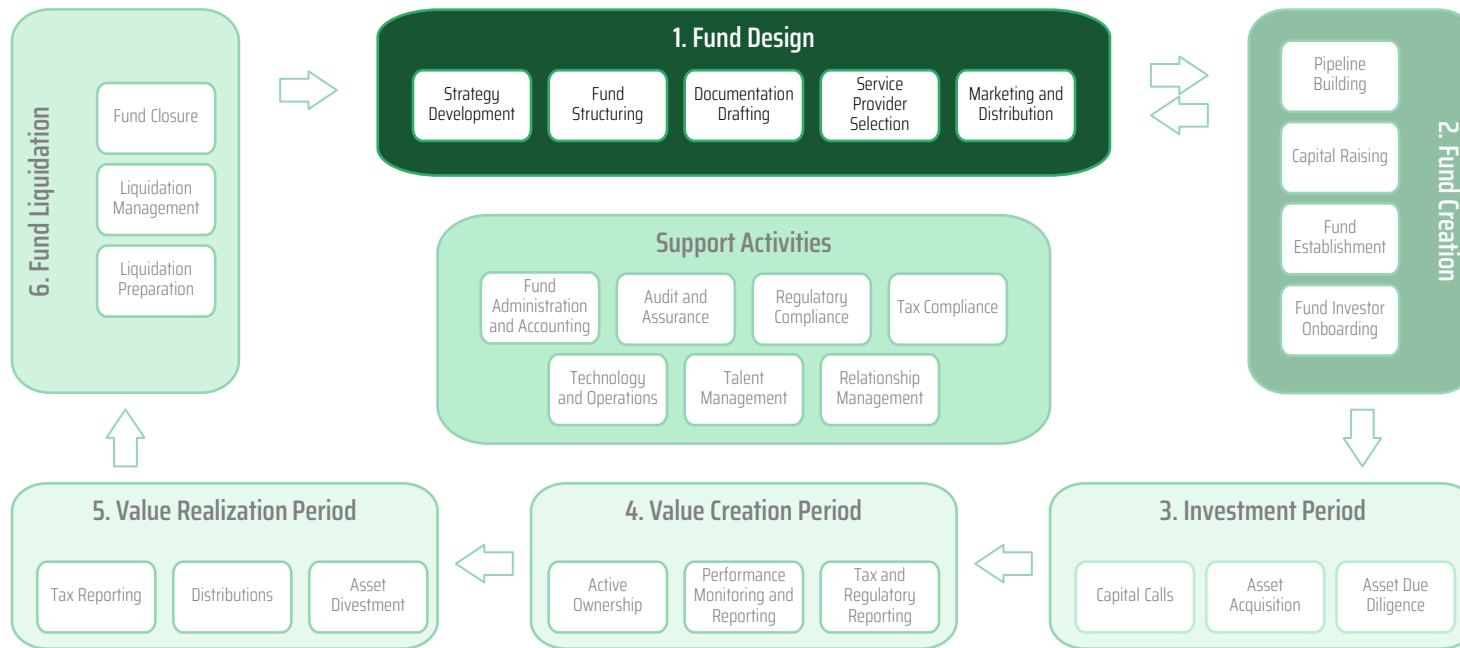 1. Fund Design
Strategy
Development
Fund
Structuring
Documentation
Drafting
Service
Provider
Selection
Marketing and
Distribution
2. Fund Creation
Pipeline
Building
Capital Raising
Fund
Establishment
Fund Investor
Onboarding
3. Investment Period
Capital Calls
Asset
Acquisition
Asset Due
Diligence
4. Value Creation Period
Active
Ownership
Performance
Monitoring and
Reporting
Tax and
Regulatory
Reporting
5. Value Realization Period
Tax Reporting
Distributions
Asset
Divestment
6. Fund Liquidation
Fund Closure
Liquidation
Management
Liquidation
Preparation
Support Activities
Fund
Administration
and Accounting
Audit and
Assurance
Regulatory
Compliance
Tax Compliance
Technology
and Operations
Talent
Management
Relationship
Management